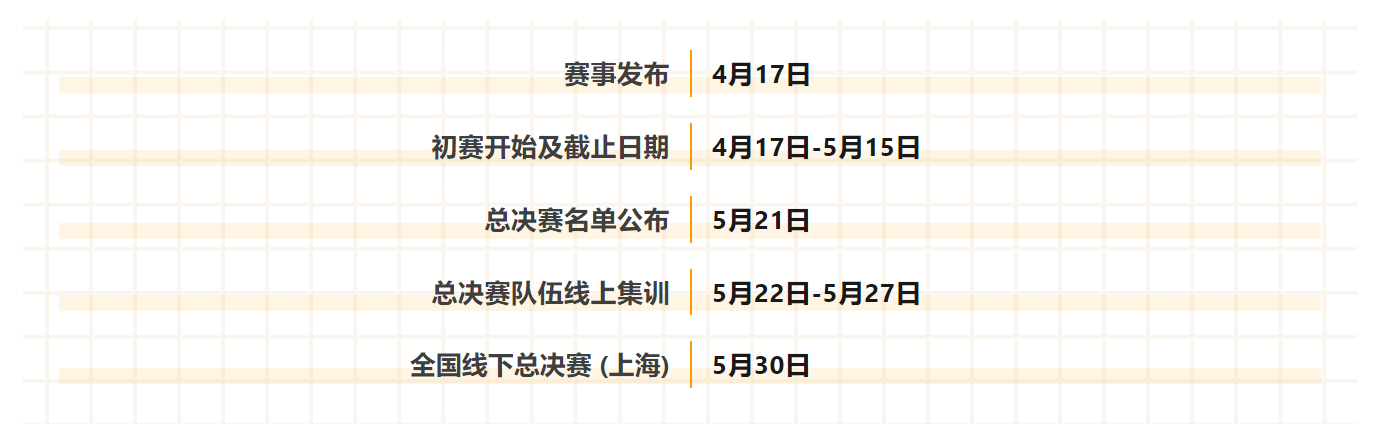 赛事发布 4月17日
初赛开始及截止日期 4月17日-5月15日
总决赛名单公布 5月21日
总决赛队伍线上集训 5月22日-5月27日
全国线下总决赛 (上海) 5月30日